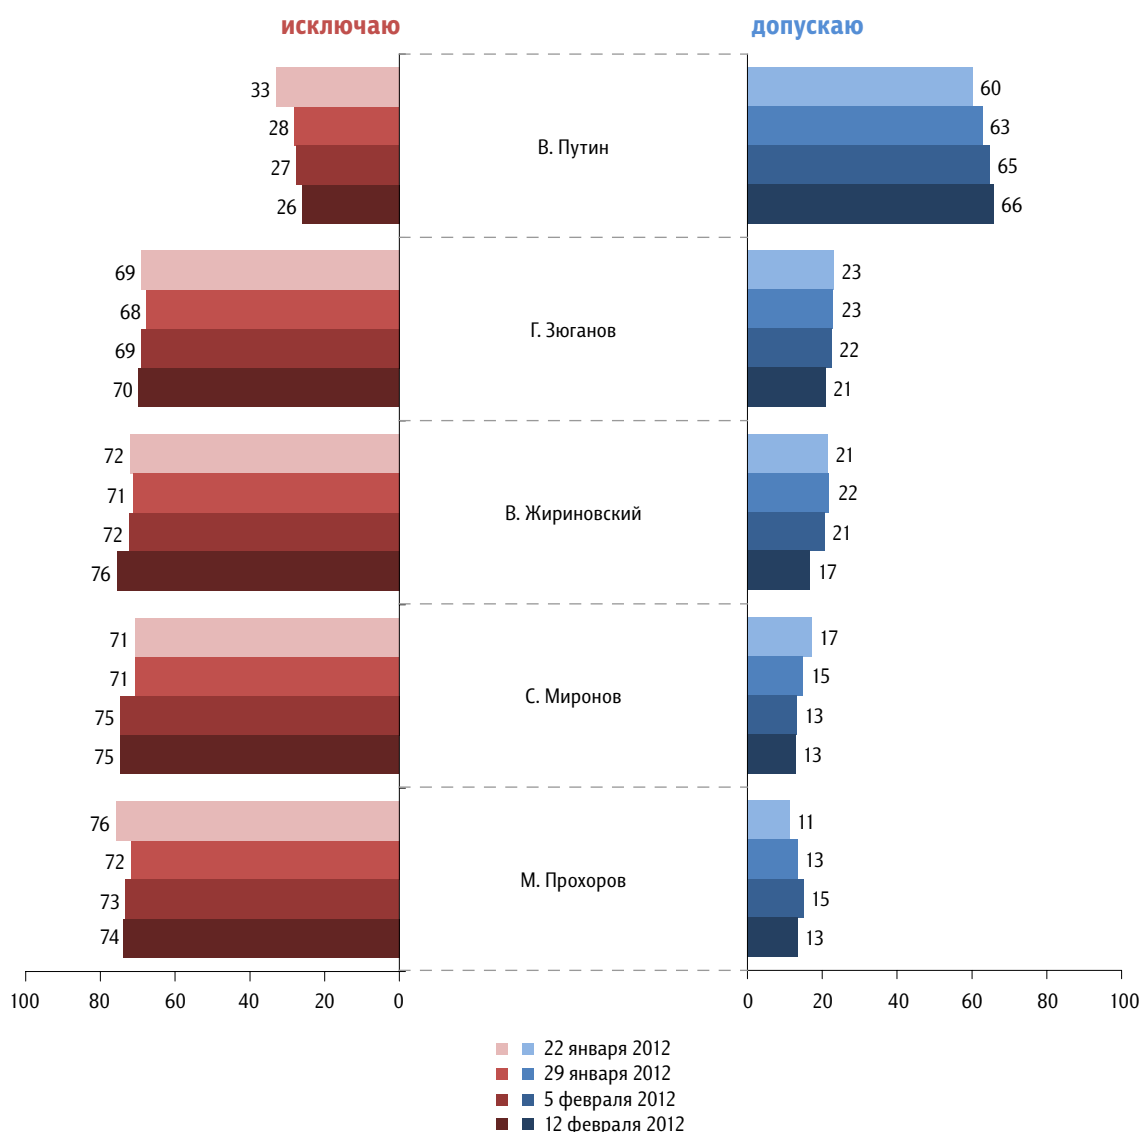 исключаю допускаю
33 60
28 63
В. Путин
27 65
26 66
69 23
68 23
Г. Зюганов
69 22
70 21
72 21
71 22
В. Жириновский
72 21
76 17
71 17
71 15
С. Миронов
75 13
75 13
76 11
72 13
М. Прохоров
73 15
74 13
100 80 60 40 20 0 0 20 40 60 80 100
22 января 2012
29 января 2012
5 февраля 2012
12 февраля 2012